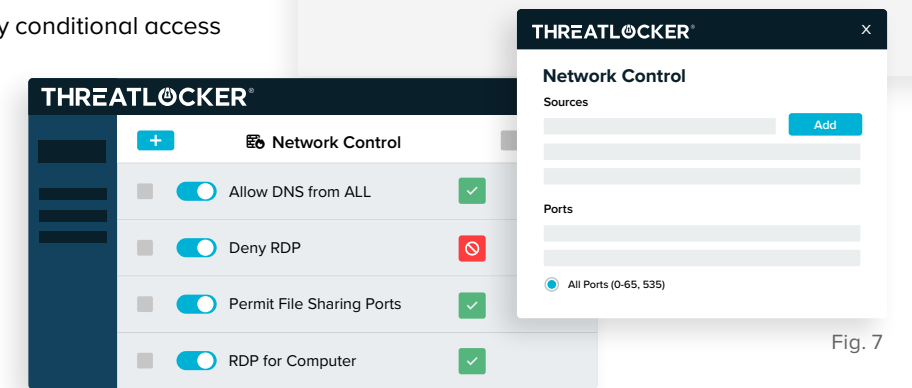 y conditional access
THREATLOCKER®
Network Control
Allow DNS from ALL
Deny RDP
Permit File Sharing Ports
RDP for Computer
THREATLOCKER®
X
Network Control
Sources
Add
Ports
All Ports (0-65, 535)
Fig. 7